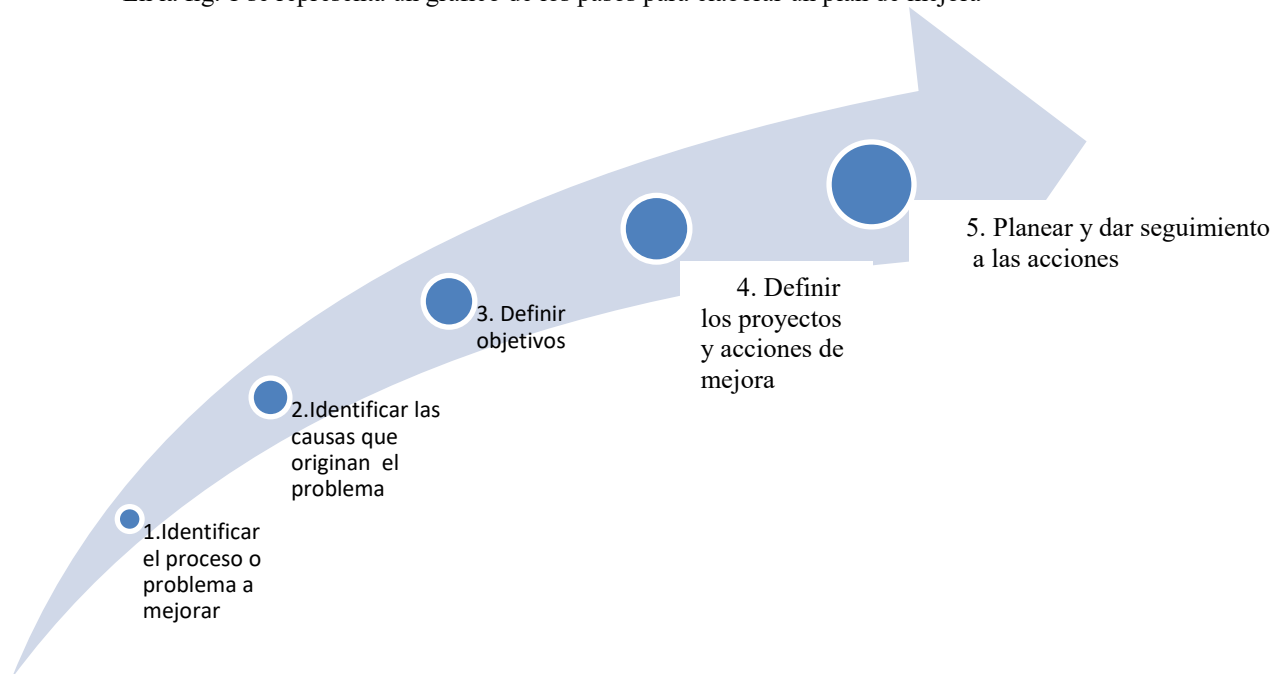 1.Identificar
el proceso o
problema a
mejorar
2.Identificar las
causas que
originan el
problema
3. Definir
objetivos
4. Definir
los proyectos
y acciones de
mejora
5. Planear y dar seguimiento
a las acciones